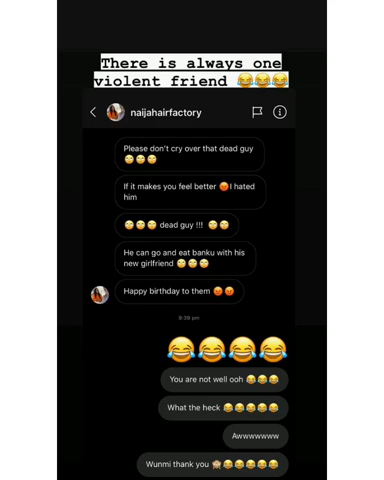 There is always one
violent friend 😂😂😂
naijahairfactory
Please don't cry over that dead guy
🙄🙄🙄
If it makes you feel better 😡I hated
him
🙄🙄🙄 dead guy !!! 🙄🙄
He can go and eat banku with his
new girlfriend 🙄🙄🙄
Happy birthday to them 😡😡
9:39 pm
😂😂😂😂
You are not well ooh 😂😂😂
What the heck 😂😂😂😂😂
Awwwwwww
Wunmi thank you 🙈😂😂😂😂😂